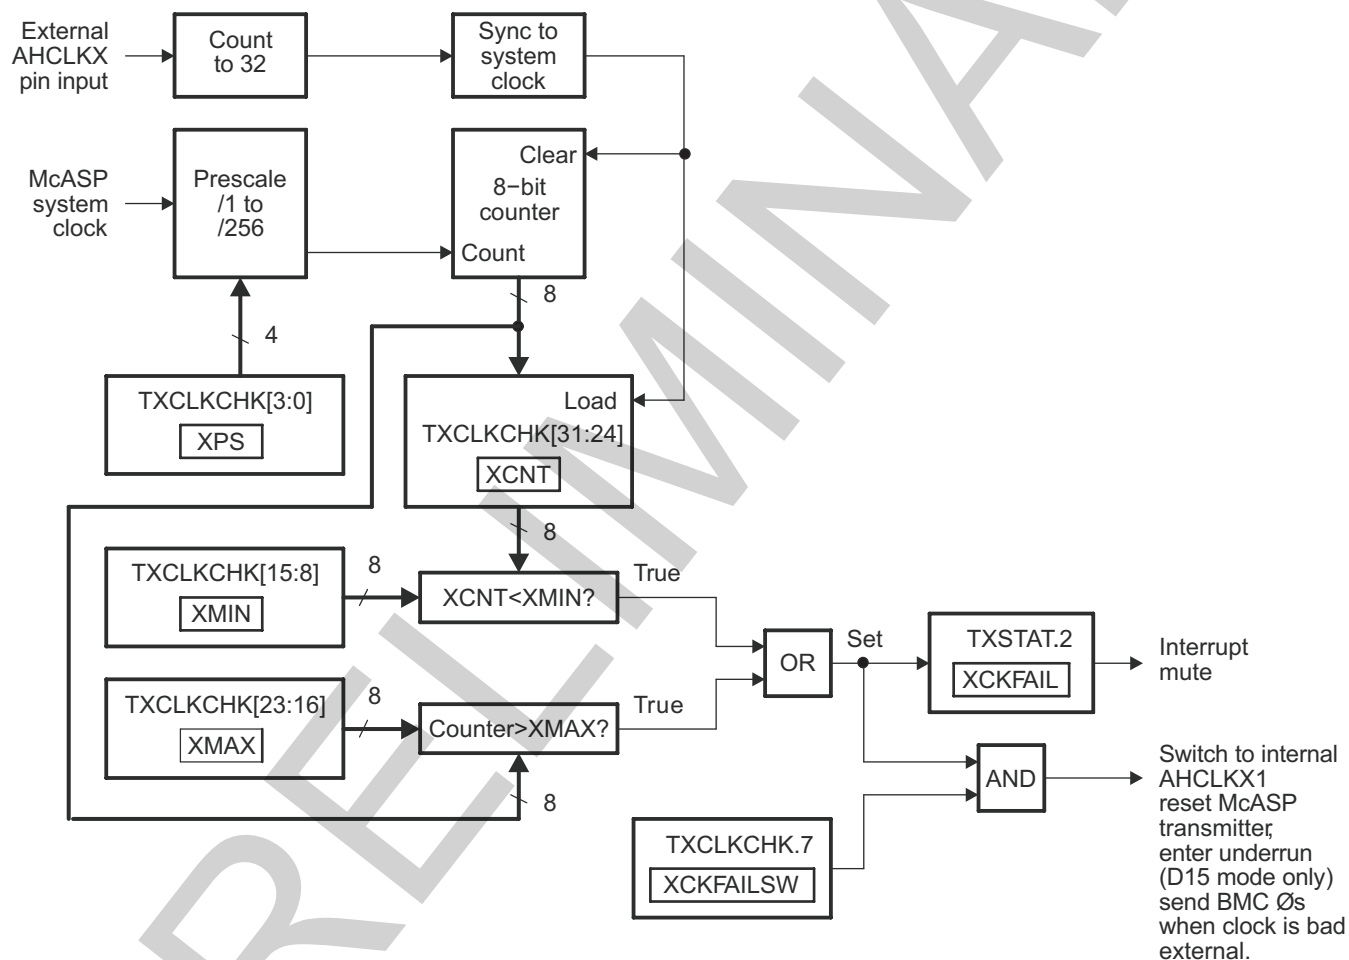 External
AHCLKX
pin input
Count
to 32
Sync to
system
clock
McASP
system
clock
Prescale
/1 to
/256
Clear
8−bit
counter
Count
8
4
TXCLKCHK[3:0]
XPS
Load
TXCLKCHK[31:24]
XCNT
8
TXCLKCHK[15:8]
XMIN
8
XCNT<XMIN?
True
TXCLKCHK[23:16]
XMAX
8
Counter>XMAX?
True
8
OR
Set
TXSTAT.2
XCKFAIL
Interrupt
mute
AND
TXCLKCHK.7
XCKFAILSW
Switch to internal
AHCLKX1
reset McASP
transmitter,
enter underrun
(D15 mode only)
send BMC Øs
when clock is bad
external.
RELIMINA